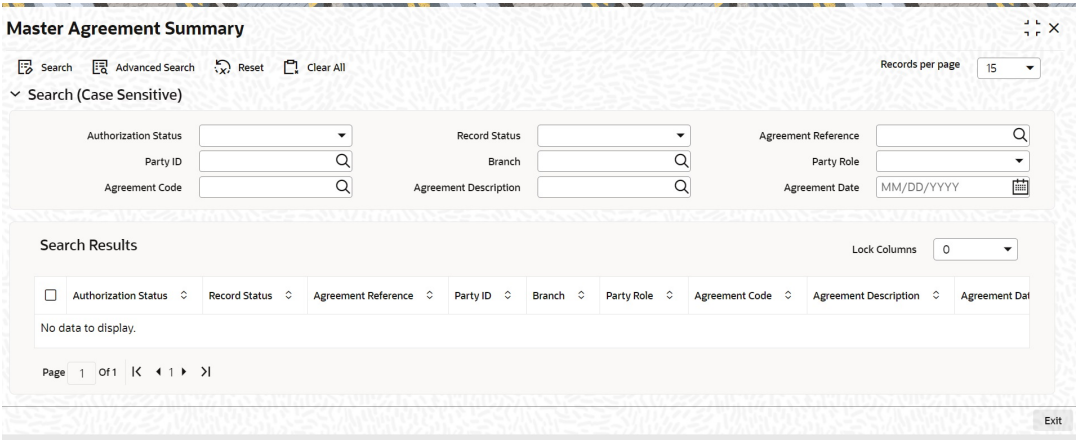 Master Agreement Summary
Search Advanced Search Reset Clear All Records per page 15
Search (Case Sensitive)
Authorization Status Record Status Agreement Reference
Party ID Branch Party Role
Agreement Code Agreement Description Agreement Date MM/DD/YYYY
Search Results Lock Columns 0
Authorization Status Record Status Agreement Reference Party ID Branch Party Role Agreement Code Agreement Description Agreement Dat
No data to display.
Page 1 Of 1 1
Exit